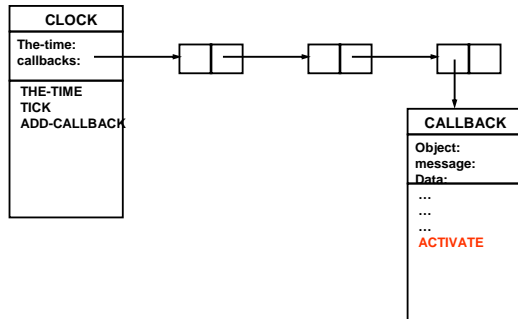 CLOCK
The-time:
callbacks:
THE-TIME
TICK
ADD-CALLBACK
CALLBACK
Object:
message:
Data:
…
…
…
ACTIVATE